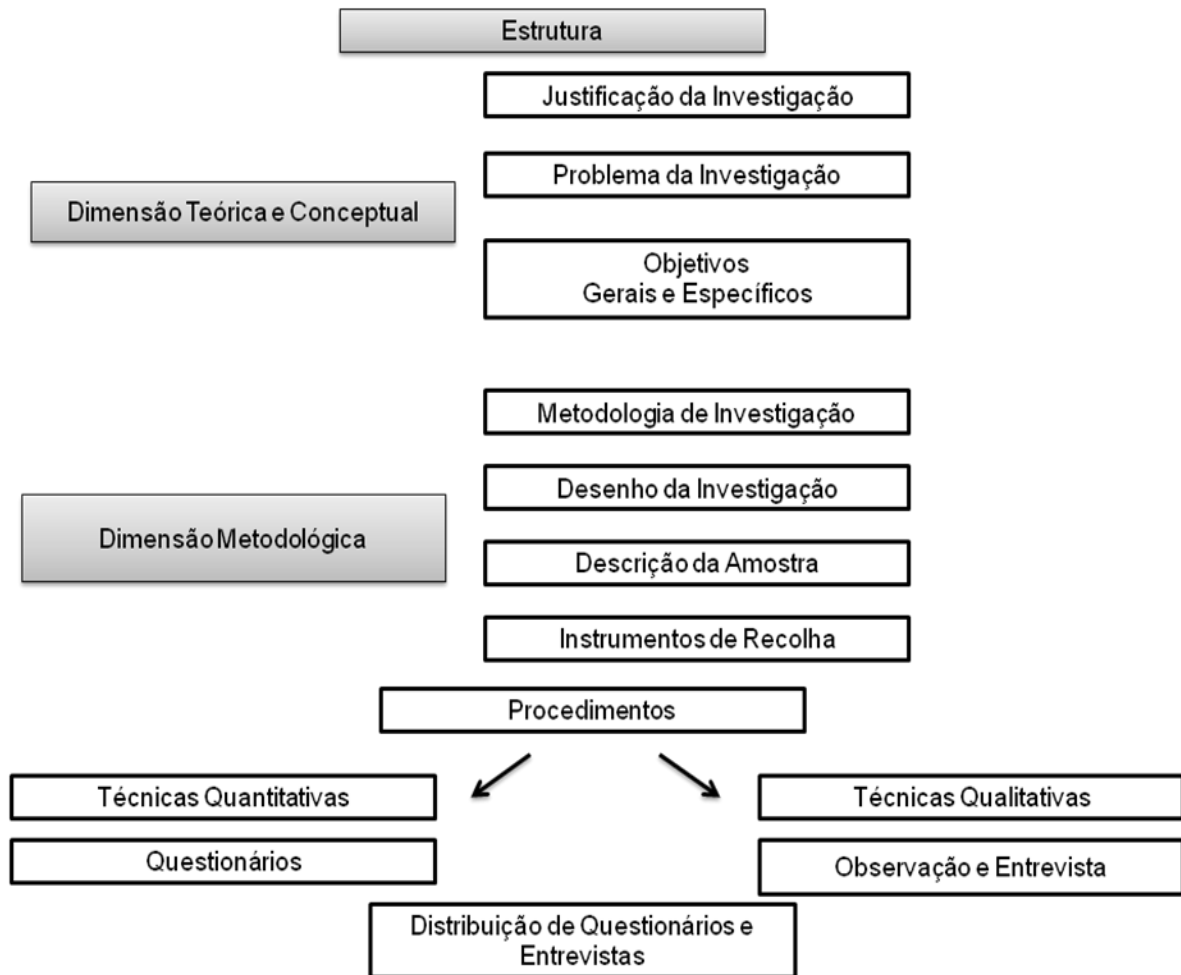 Estrutura
Justificação da Investigação
Problema da Investigação
Dimensão Teórica e Conceptual
Objetivos
Gerais e Específicos
Metodologia de Investigação
Desenho da Investigação
Dimensão Metodológica
Descrição da Amostra
Instrumentos de Recolha
Procedimentos
Técnicas Quantitativas
Técnicas Qualitativas
Questionários
Observação e Entrevista
Distribuição de Questionários e
Entrevistas